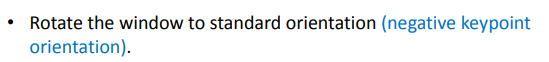 • Rotate the window to standard orientation (negative keypoint
orientation).